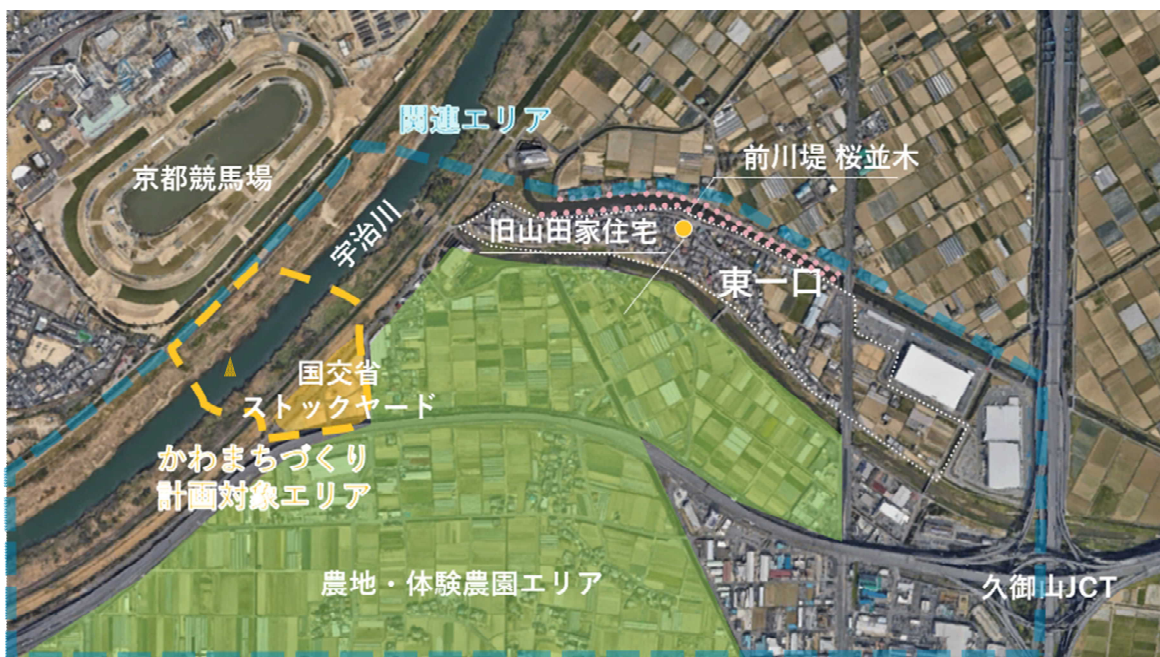 関連エリア
前川堤 桜並木
京都競馬場
宇治川
旧山田家住宅
東一口
国交省
ストックヤード
かわまちづくり
計画対象エリア
農地・体験農園エリア
久御山JCT